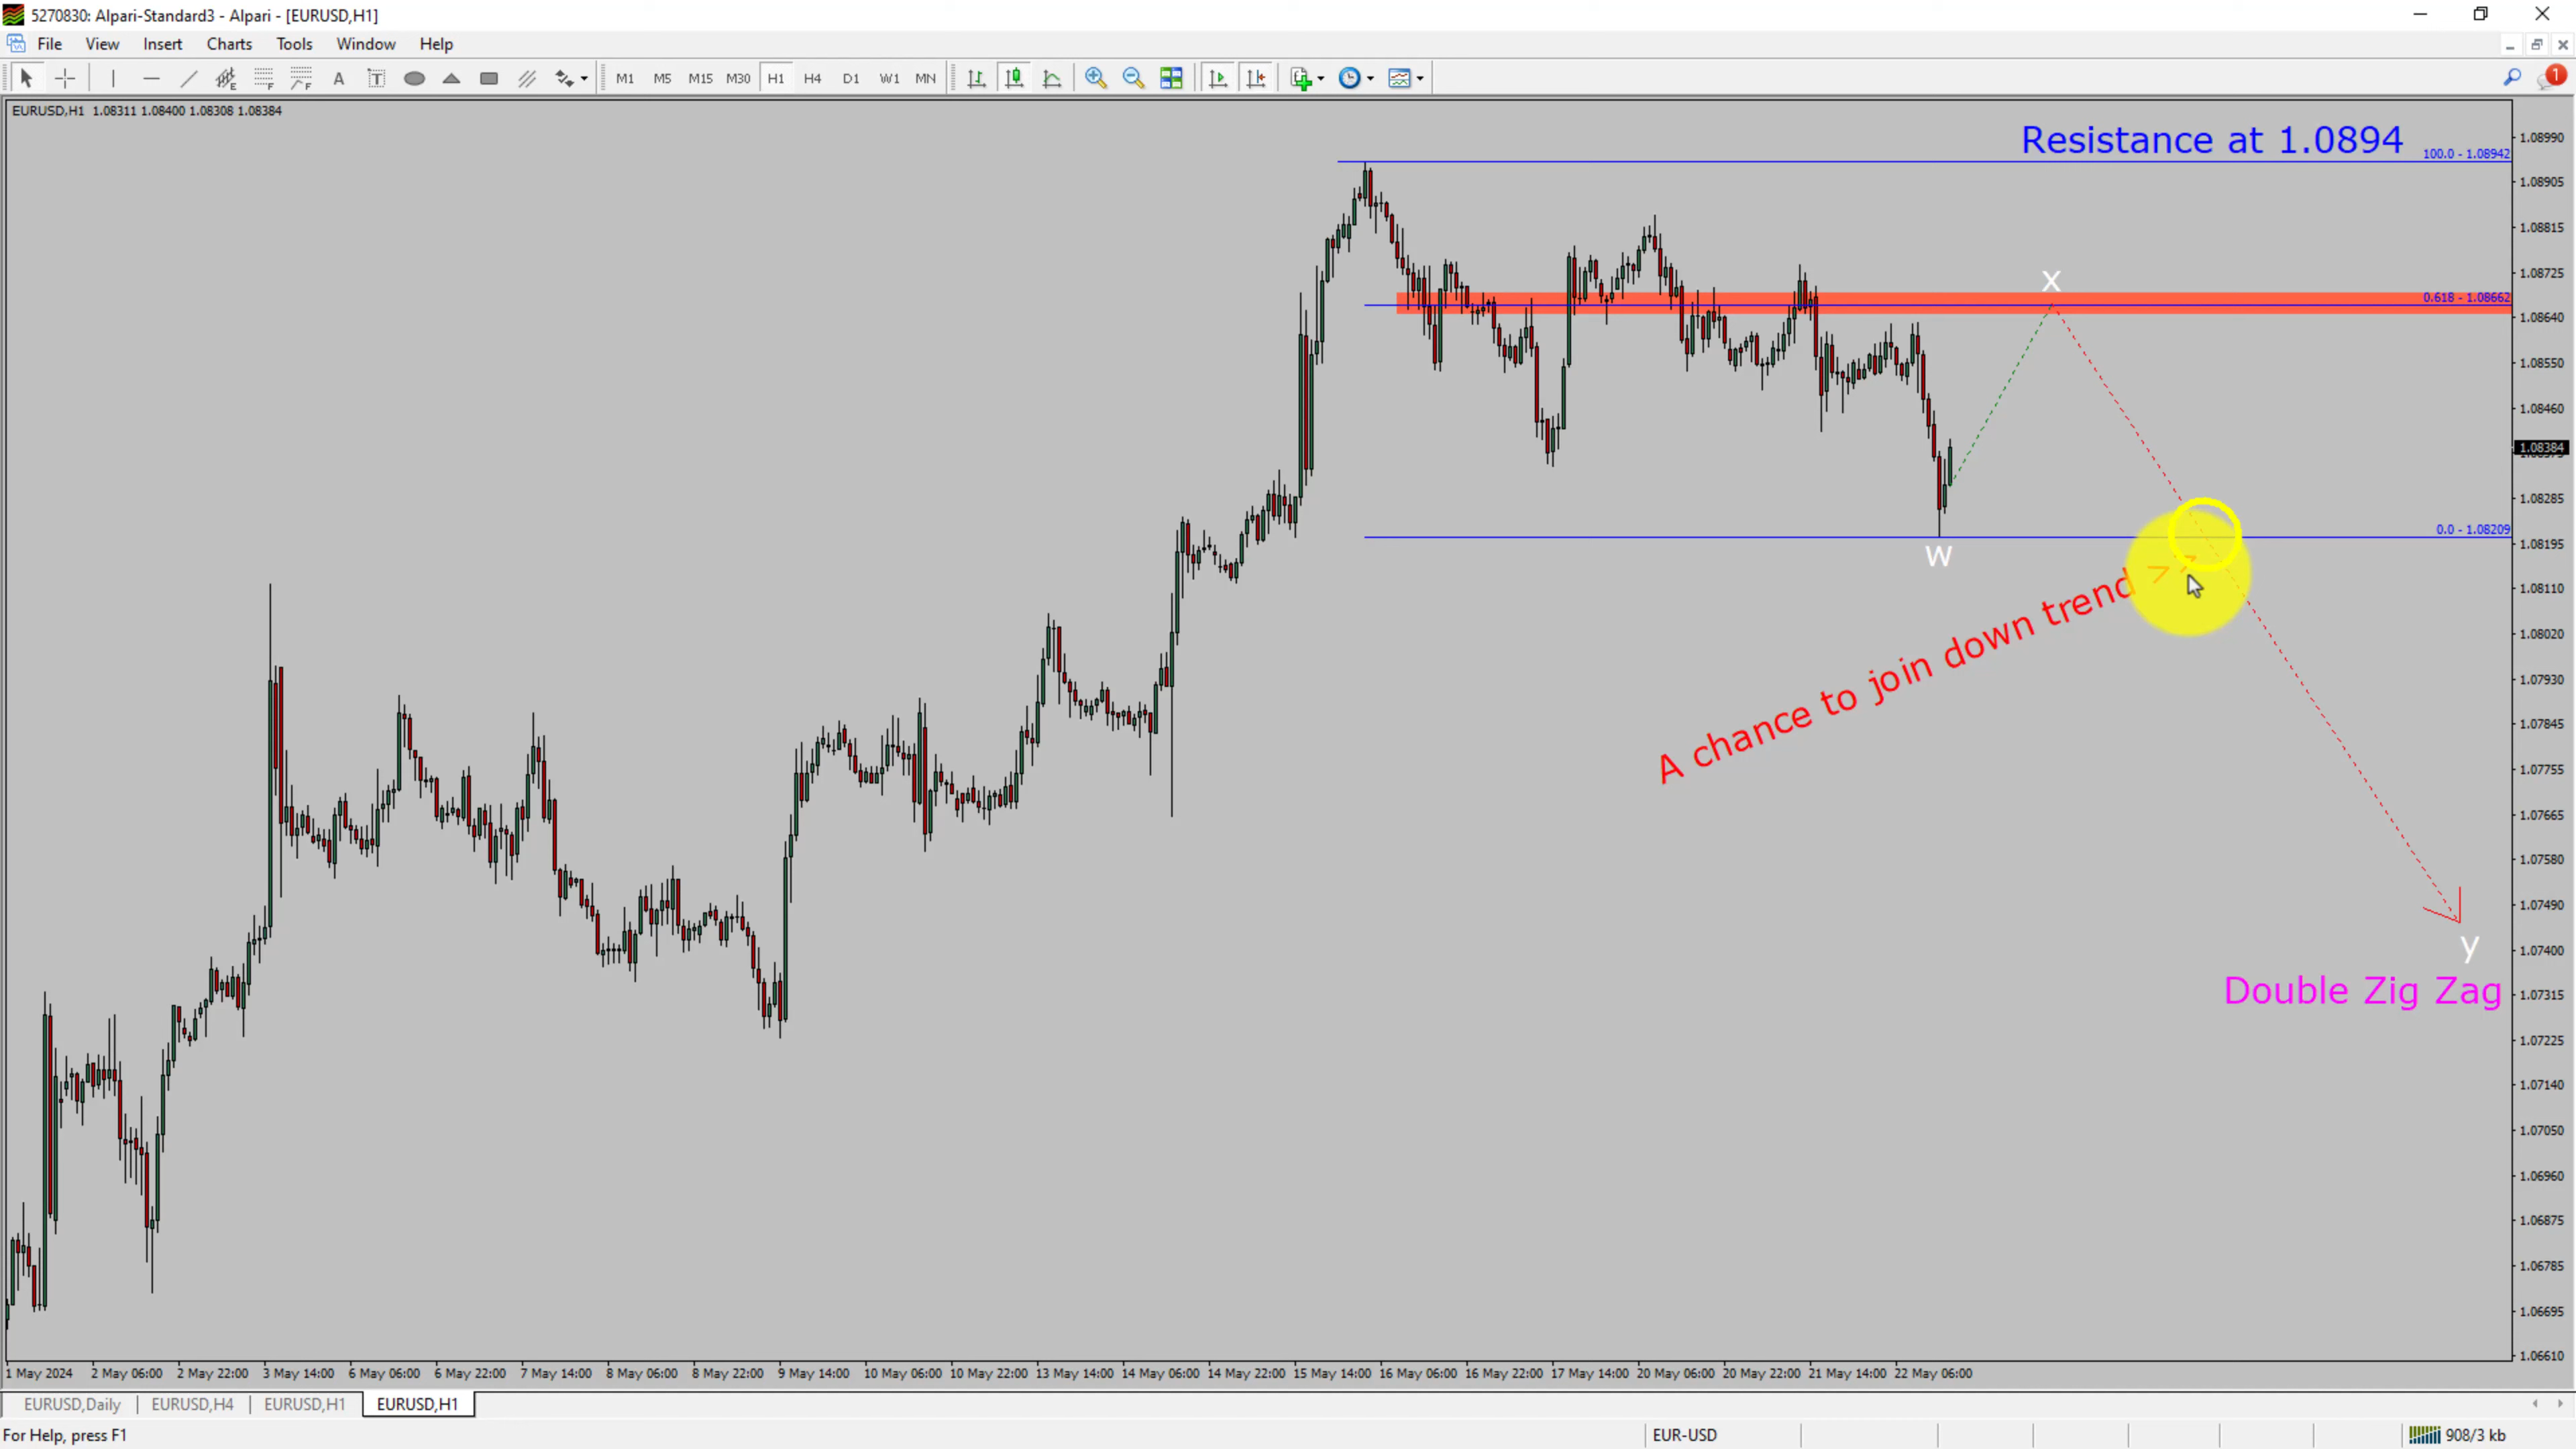 5270830: Alpari-Standard3 - Alpari - [EURUSD,H1]
File View Insert Charts Tools Window Help
A T M1 M5 M15 M30 H1 H4 D1 W1 MN 1
EURUSD,H1 1.08311 1.08400 1.08308 1.08384
Resistance at 1.0894
100.0 - 1.08942
x
0.618 - 1.08662
0.0 - 1.08209
w
A chance to join down trend >>
y
Double Zig Zag
1.08990
1.08905
1.08815
1.08725
1.08640
1.08550
1.08460
1.08384
1.08285
1.08195
1.08110
1.08020
1.07930
1.07845
1.07755
1.07665
1.07580
1.07490
1.07400
1.07315
1.07225
1.07140
1.07050
1.06960
1.06875
1.06785
1.06695
1.06610
1 May 2024 2 May 06:00 2 May 22:00 3 May 14:00 6 May 06:00 6 May 22:00 7 May 14:00 8 May 06:00 8 May 22:00 9 May 14:00 10 May 06:00 10 May 22:00 13 May 14:00 14 May 06:00 14 May 22:00 15 May 14:00 16 May 06:00 16 May 22:00 17 May 14:00 20 May 06:00 20 May 22:00 21 May 14:00 22 May 06:00
EURUSD,Daily EURUSD,H4 EURUSD,H1 EURUSD,H1
For Help, press F1 EUR-USD 908/3 kb